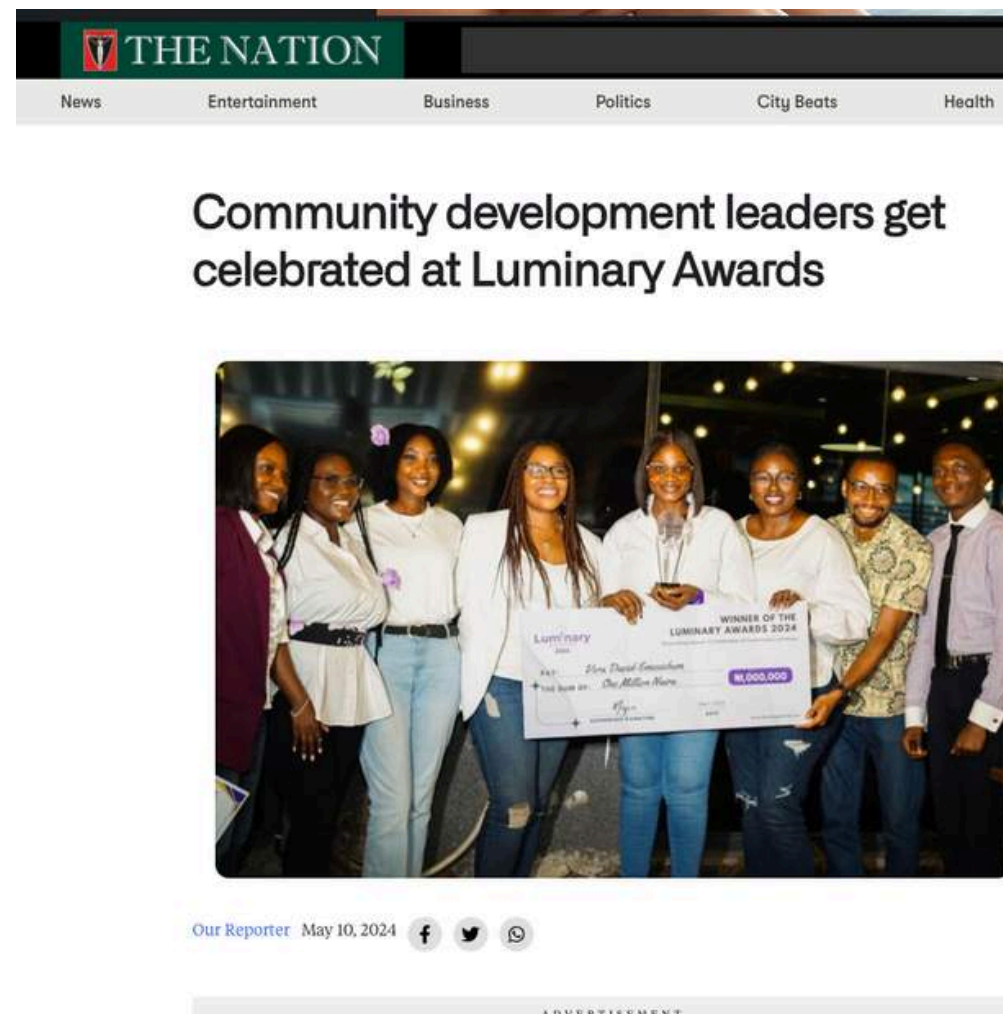 THE NATION
News Entertainment Business Politics City Beats Health
Community development leaders get
celebrated at Luminary Awards
WINNER OF THE
LUMINARY AWARDS 2024
Luminary
2024
PAY:
THE SUM OF: One Million Naira
₦1,000,000
DATE
Our Reporter May 10, 2024
ADVERTISEMENT